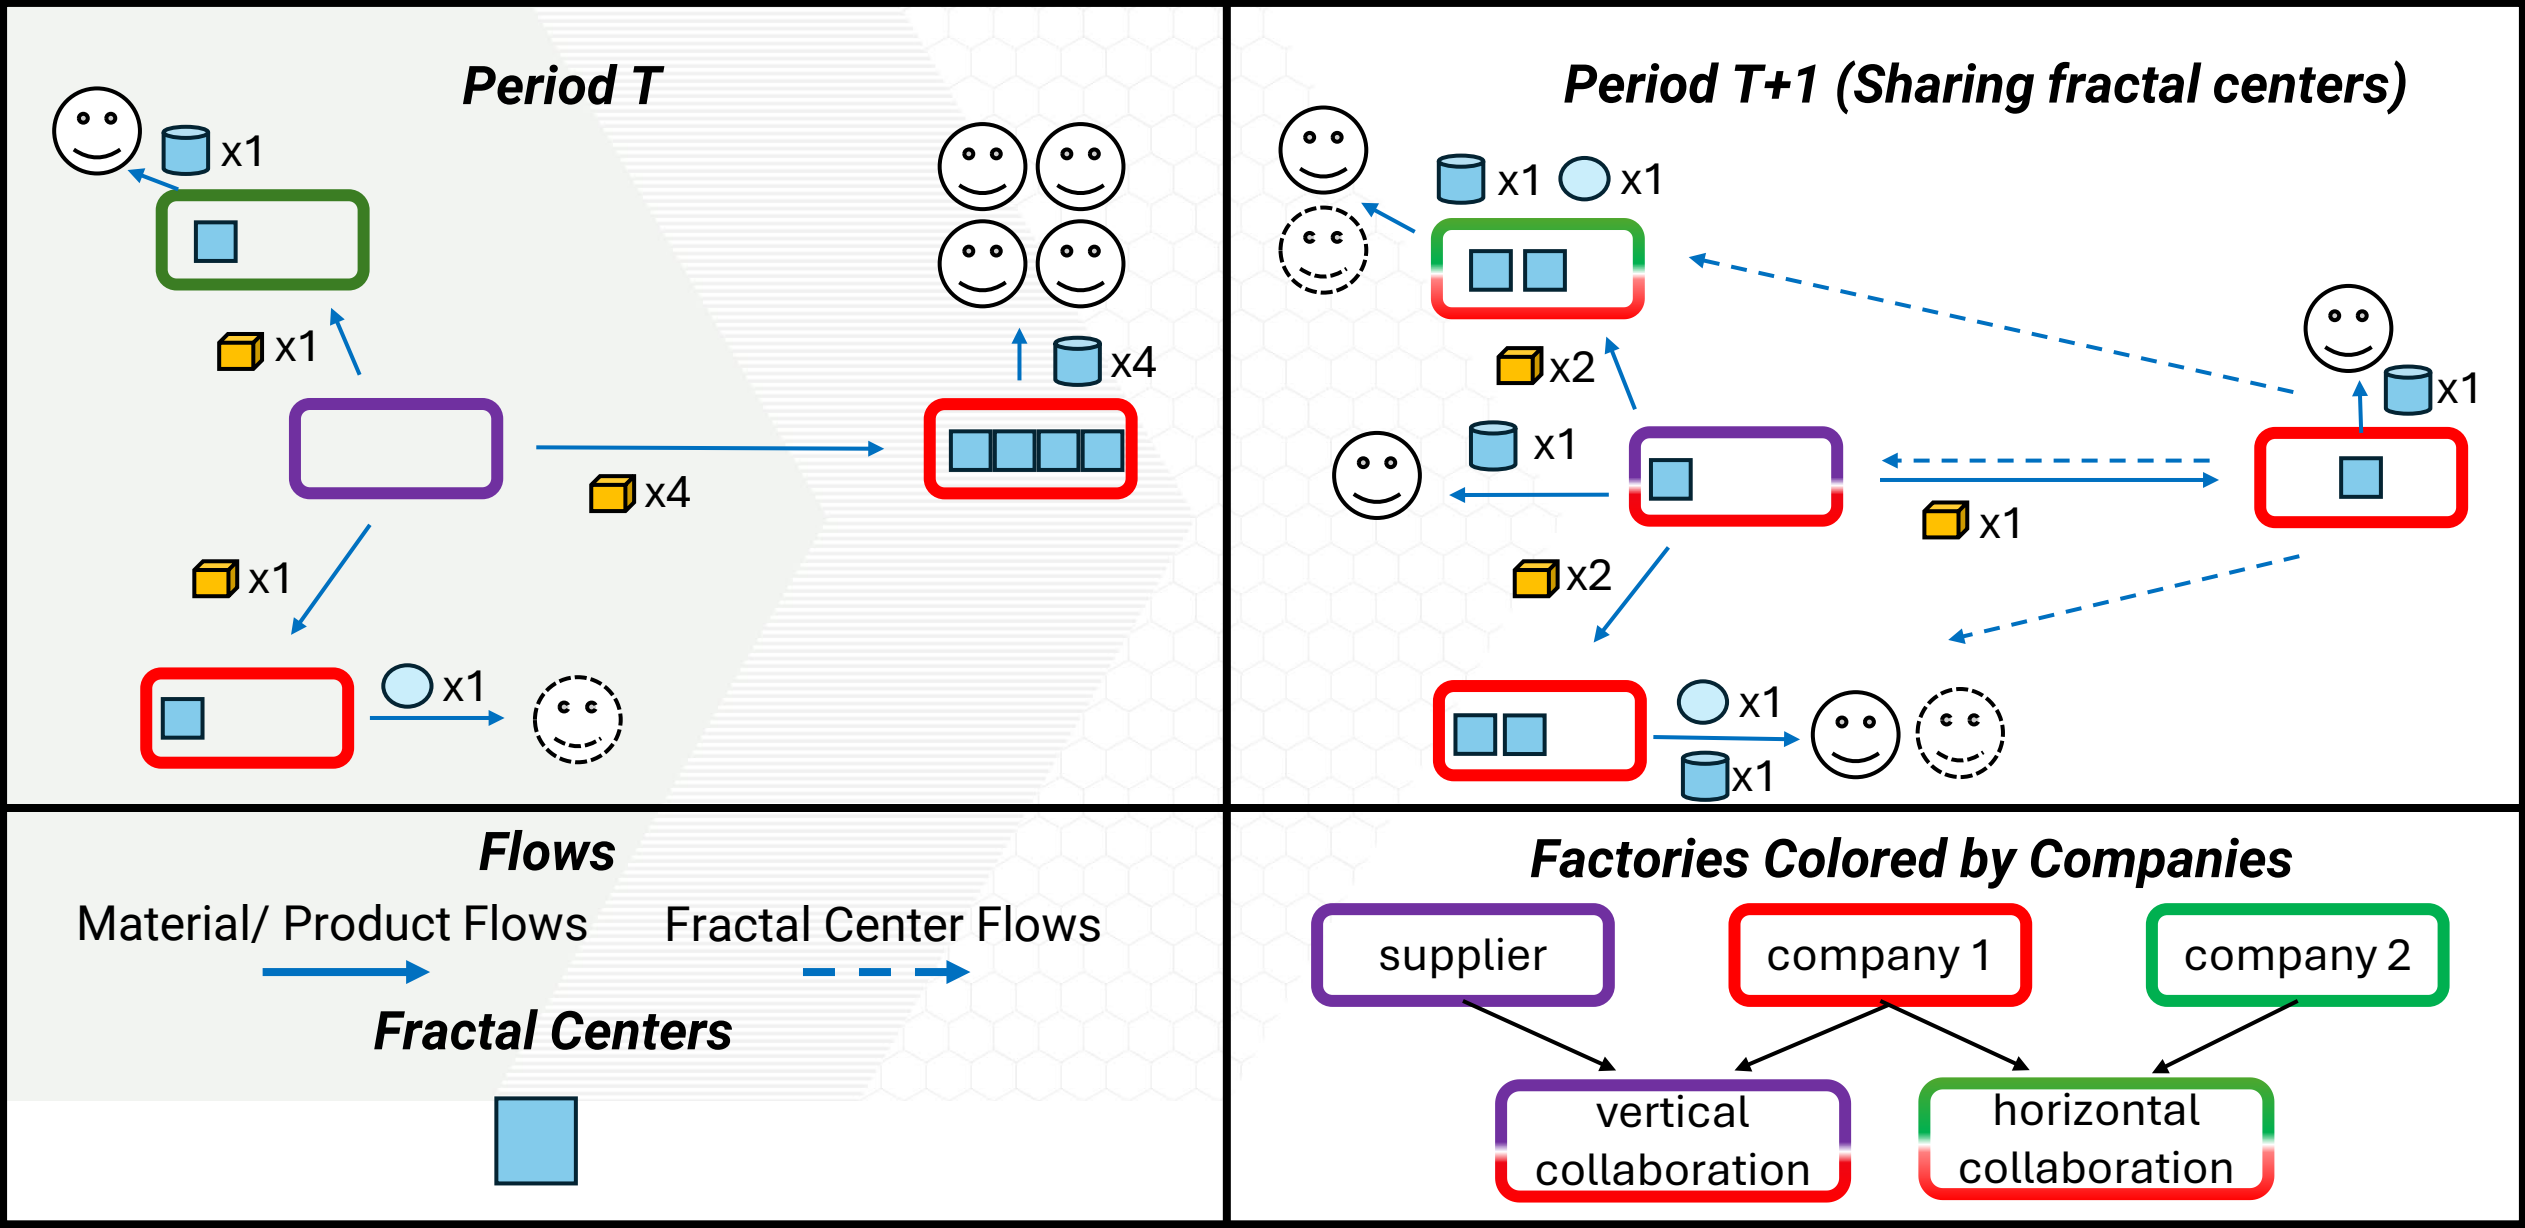 Period T
x1
x1
x4
x4
x1
x1
Period T+1 (Sharing fractal centers)
x1 x1
x2
x1
x1
x1
x2
x1
x1
Flows
Material/ Product Flows
Fractal Center Flows
Fractal Centers
Factories Colored by Companies
supplier
company 1
company 2
vertical
collaboration
horizontal
collaboration